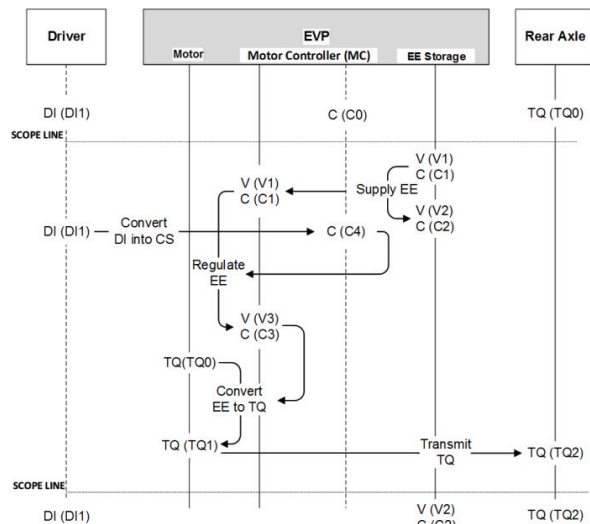 Driver
EVP
Rear Axle
Motor
Motor Controller (MC)
EE Storage
DI (DI1)
C (C0)
TQ (TQ0)
SCOPE LINE
V (V1)
C (C1)
V (V1)
C (C1)
Supply EE
V (V2)
C (C2)
DI (DI1)
Convert
DI into CS
C (C4)
Regulate
EE
V (V3)
C (C3)
TQ(TQ0)
Convert
EE to TQ
TQ (TQ1)
Transmit
TQ
TQ (TQ2)
SCOPE LINE
DI (DI1)
V (V2)
C (C2)
TQ (TQ2)